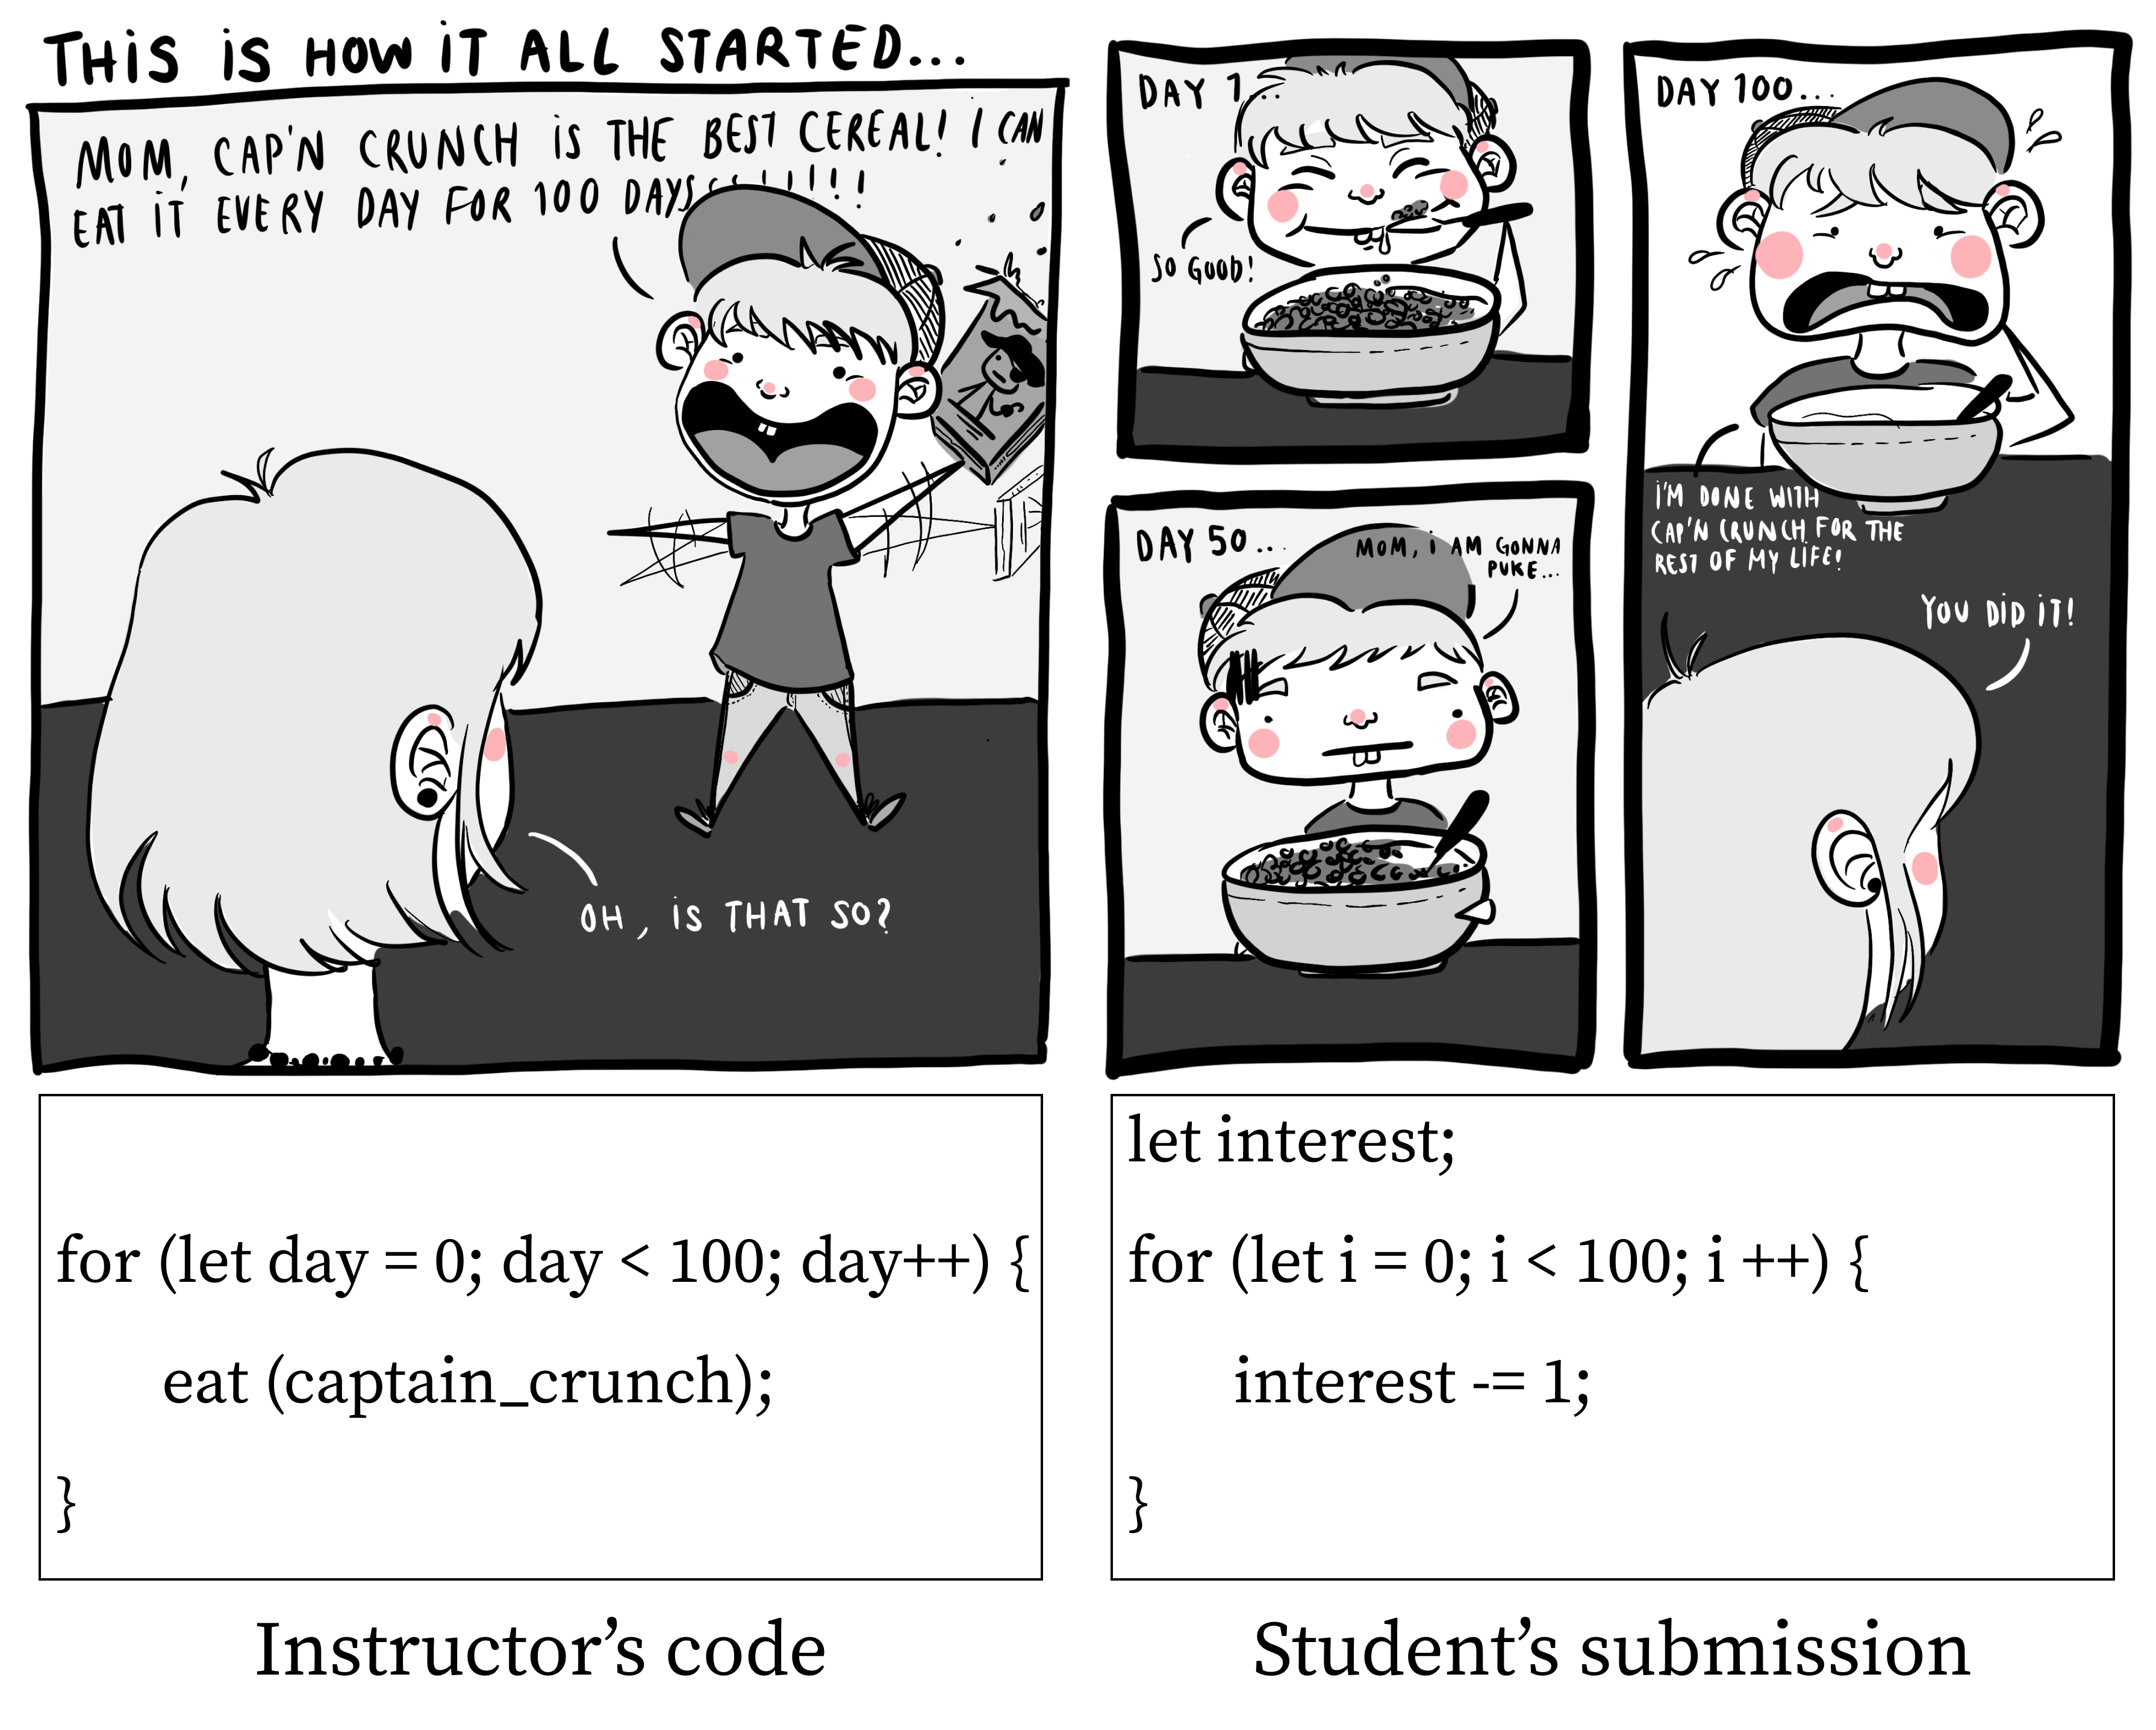 THIS IS HOW IT ALL STARTED...
MOM, CAP'N CRUNCH IS THE BEST CEREAL! I CAN
EAT IT EVERY DAY FOR 100 DAYS!!!!!!
OH, IS THAT SO?
DAY 1...
SO GOOD!
DAY 50...
MOM, I AM GONNA
PUKE...
DAY 100...
I'M DONE WITH
CAP'N CRUNCH FOR THE
REST OF MY LIFE!
YOU DID IT!
for (let day = 0; day < 100; day++) {
eat (captain_crunch);
}
Instructor's code
let interest;
for (let i = 0; i < 100; i ++) {
interest -= 1;
}
Student's submission